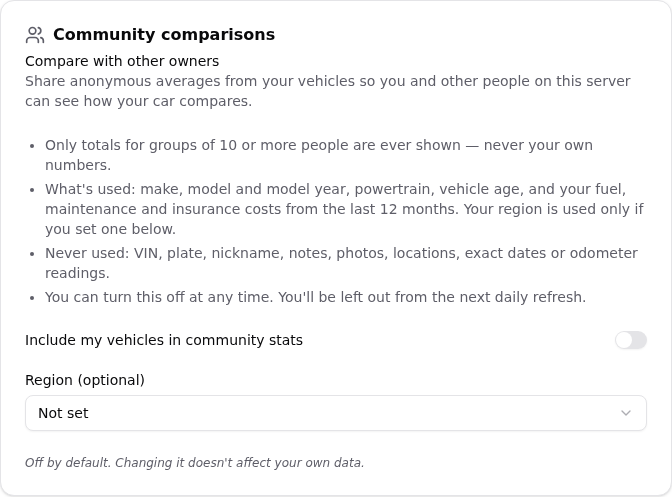 Community comparisons
Compare with other owners
Share anonymous averages from your vehicles so you and other people on this server
can see how your car compares.
• Only totals for groups of 10 or more people are ever shown — never your own
numbers.
• What's used: make, model and model year, powertrain, vehicle age, and your fuel,
maintenance and insurance costs from the last 12 months. Your region is used only if
you set one below.
• Never used: VIN, plate, nickname, notes, photos, locations, exact dates or odometer
readings.
• You can turn this off at any time. You'll be left out from the next daily refresh.
Include my vehicles in community stats
Region (optional)
Not set
Off by default. Changing it doesn't affect your own data.